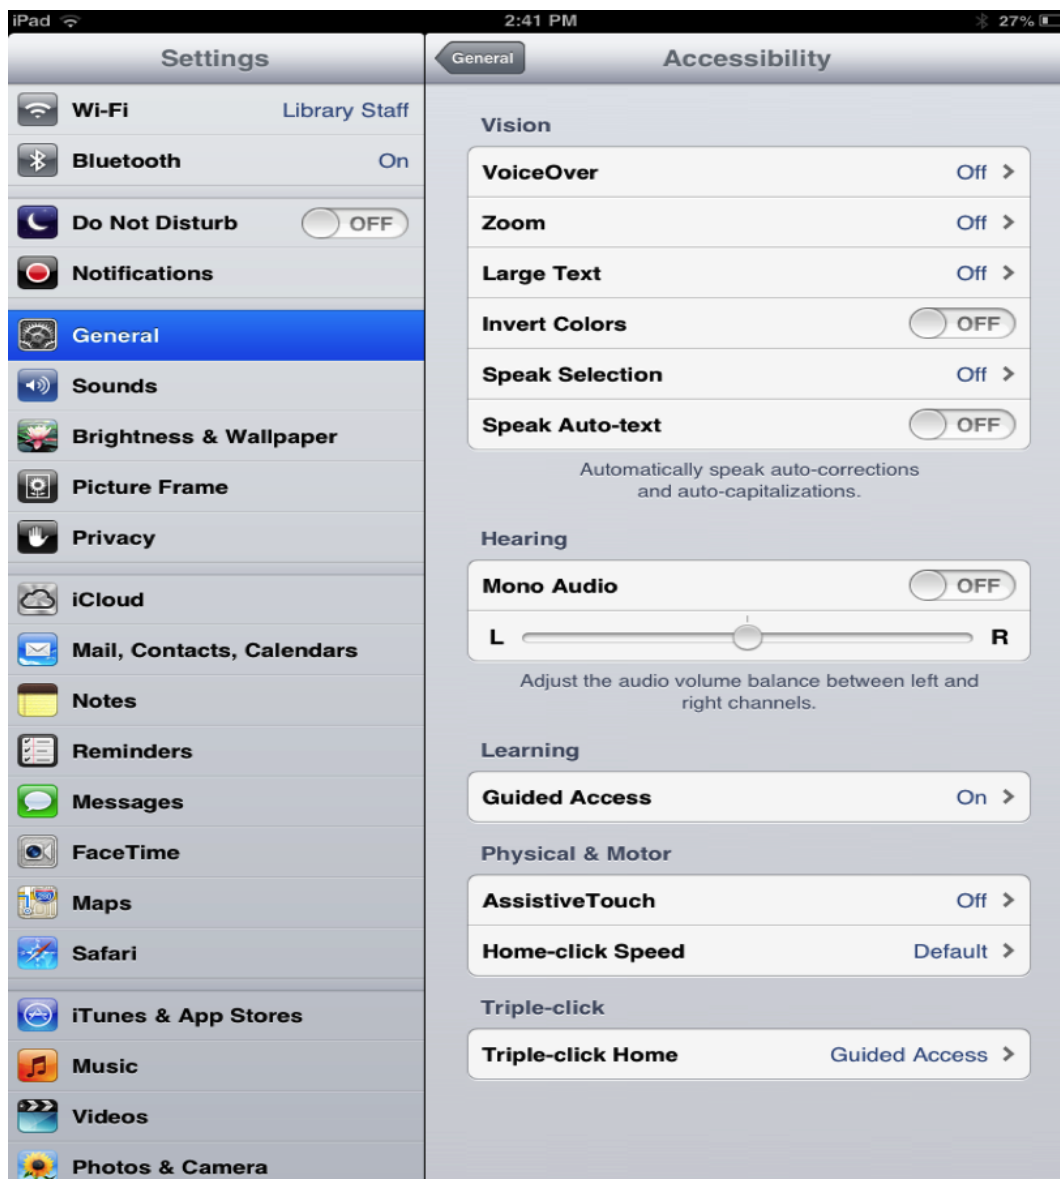 iPad 2:41 PM 27%
Settings
Wi-Fi Library Staff
Bluetooth On
Do Not Disturb OFF
Notifications
General
Sounds
Brightness & Wallpaper
Picture Frame
Privacy
iCloud
Mail, Contacts, Calendars
Notes
Reminders
Messages
FaceTime
Maps
Safari
iTunes & App Stores
Music
Videos
Photos & Camera
General Accessibility
Vision
VoiceOver Off
Zoom Off
Large Text Off
Invert Colors OFF
Speak Selection Off
Speak Auto-text OFF
Automatically speak auto-corrections
and auto-capitalizations.
Hearing
Mono Audio OFF
L R
Adjust the audio volume balance between left and
right channels.
Learning
Guided Access On
Physical & Motor
AssistiveTouch Off
Home-click Speed Default
Triple-click
Triple-click Home Guided Access